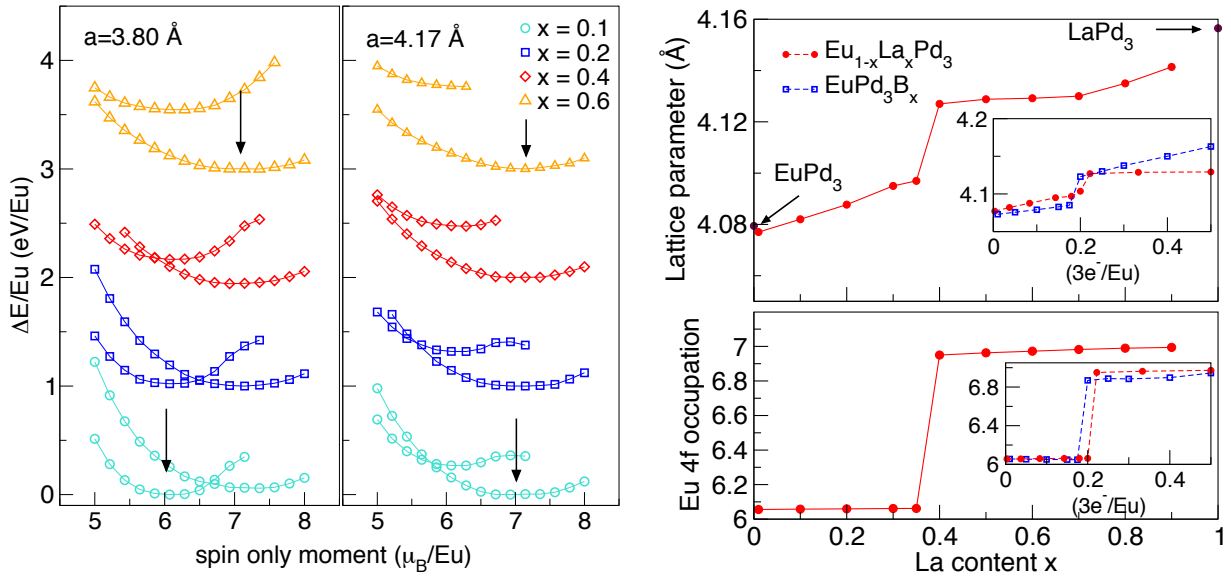 a=3.80 Å
a=4.17 Å
x = 0.1
x = 0.2
x = 0.4
x = 0.6
ΔE/Eu (eV/Eu)
4
3
2
1
0
5 6 7 8 5 6 7 8
spin only moment (μ_B/Eu)
Lattice parameter (Å)
4.16
4.12
4.08
LaPd₃
Eu₁₋ₓLaₓPd₃
EuPd₃Bₓ
EuPd₃
4.2
4.1
0 0.2 0.4
(3e⁻/Eu)
Eu 4f occupation
7
6.8
6.6
6.4
6.2
6
6.8
6.4
6
0 0.2 0.4
(3e⁻/Eu)
0 0.2 0.4 0.6 0.8 1
La content x